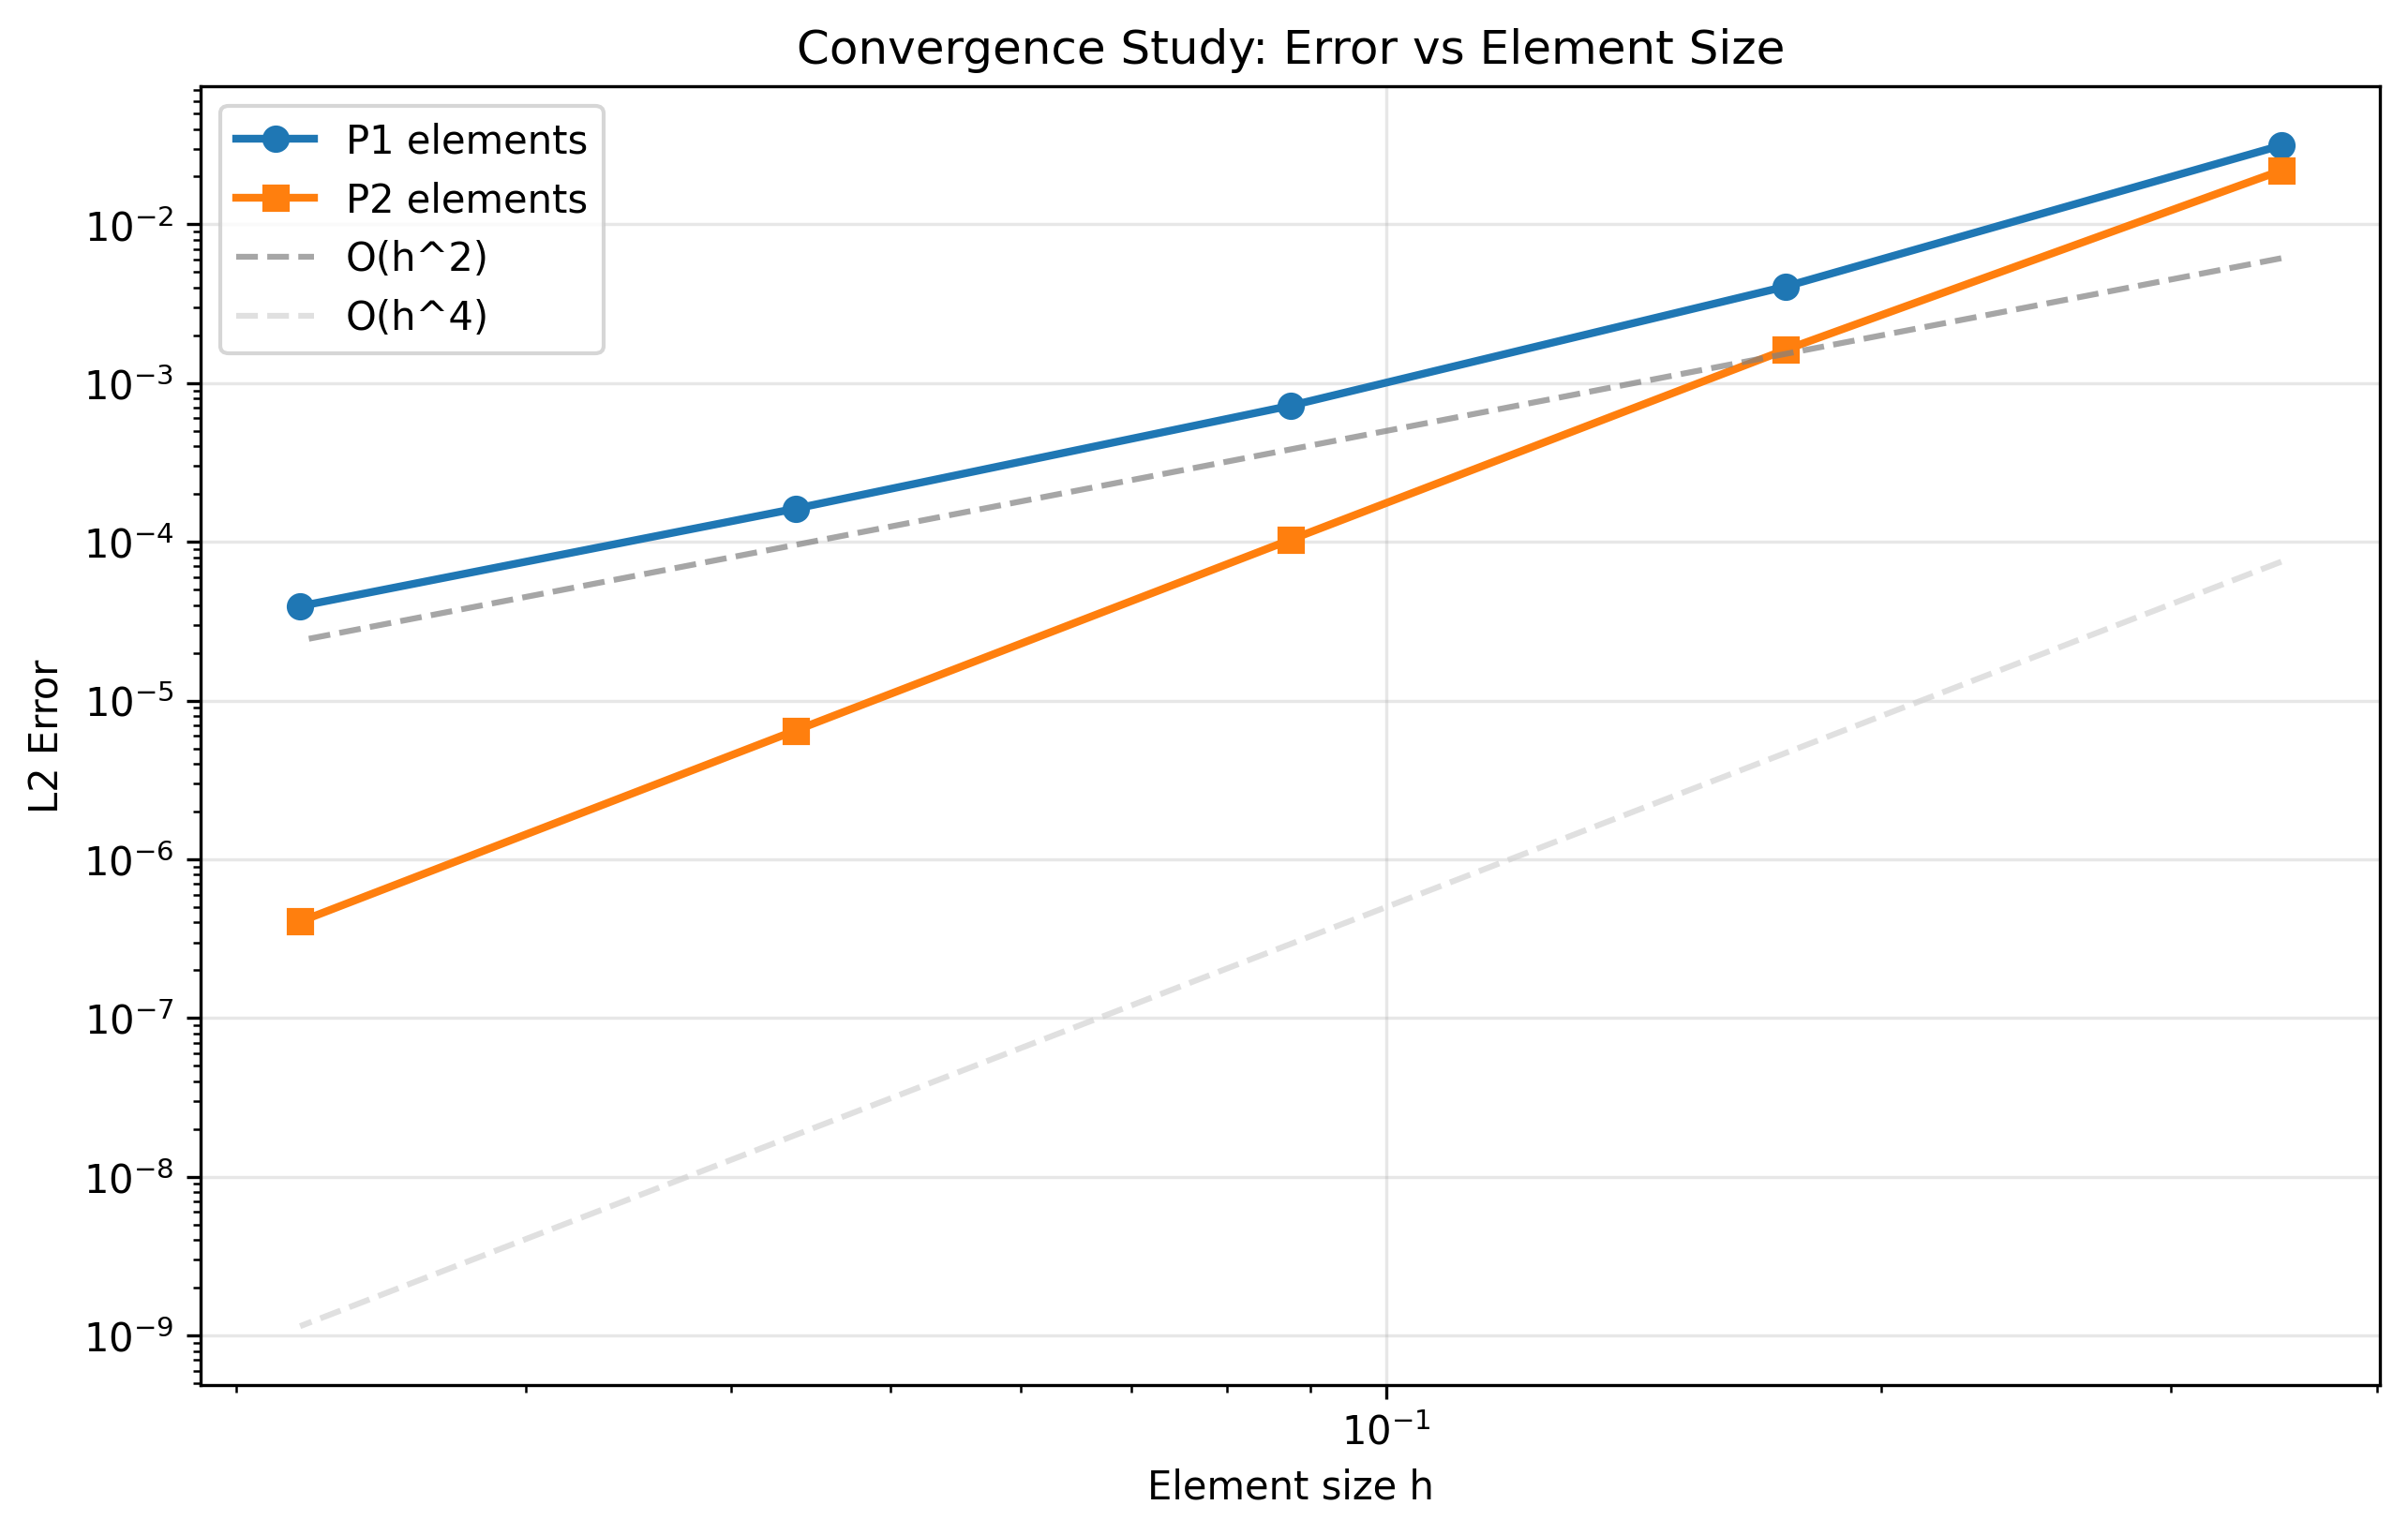 Convergence Study: Error vs Element Size
P1 elements
P2 elements
O(h^2)
O(h^4)
10⁻²
10⁻³
10⁻⁴
10⁻⁵
10⁻⁶
10⁻⁷
10⁻⁸
10⁻⁹
L2 Error
10⁻¹
Element size h